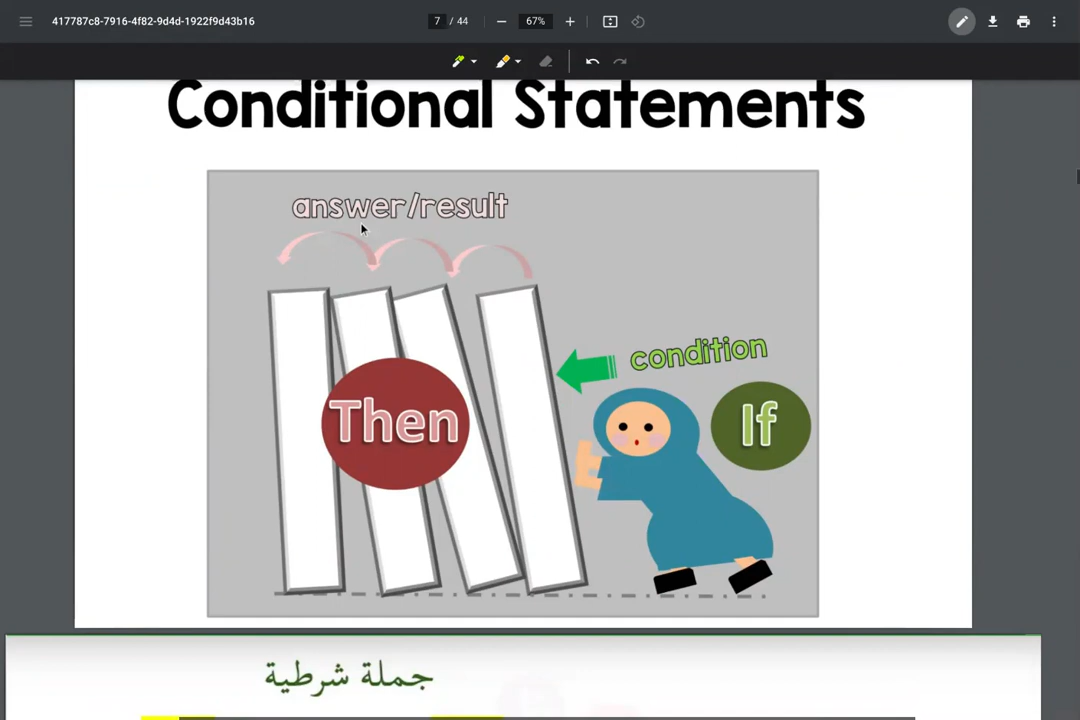 417787c8-7916-4f82-9d4d-1922f9d43b16
7 / 44
67%
Conditional Statements
answer/result
condition
Then
If
جملة شرطية